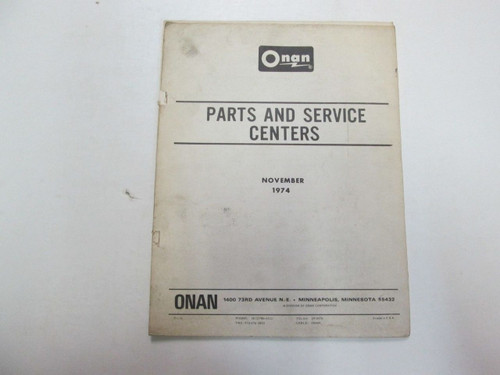 Onan
PARTS AND SERVICE
CENTERS
NOVEMBER
1974
ONAN 1400 73RD AVENUE N.E. • MINNEAPOLIS, MINNESOTA 55432